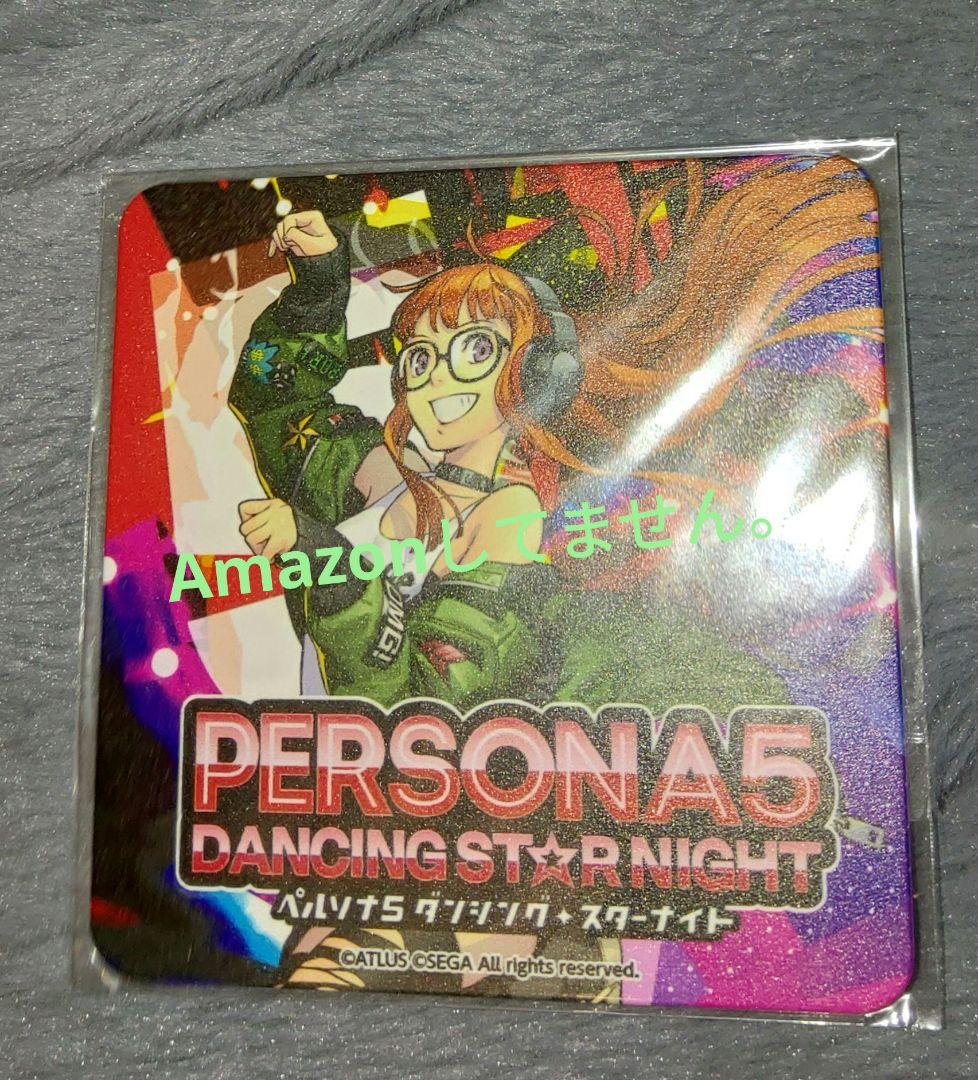 Amazonしてません。
OMG!
PERSONA5
DANCING ST☆R NIGHT
ペルソナ5 ダンシング・スターナイト
©ATLUS ©SEGA All rights reserved.